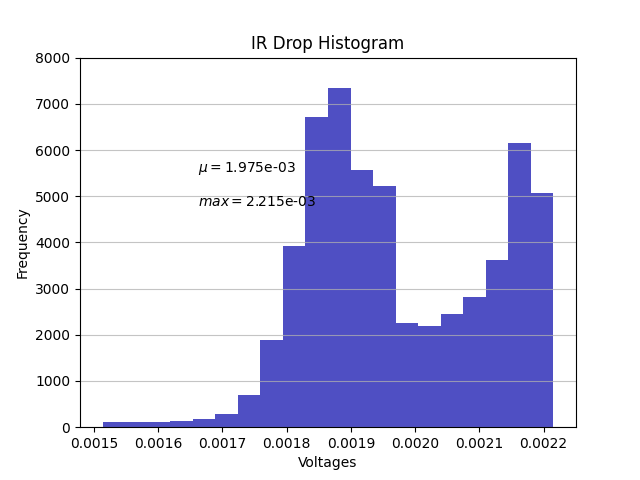 IR Drop Histogram
8000
7000
6000
5000
4000
3000
2000
1000
0
Frequency
μ = 1.975e-03
max = 2.215e-03
0.0015 0.0016 0.0017 0.0018 0.0019 0.0020 0.0021 0.0022
Voltages